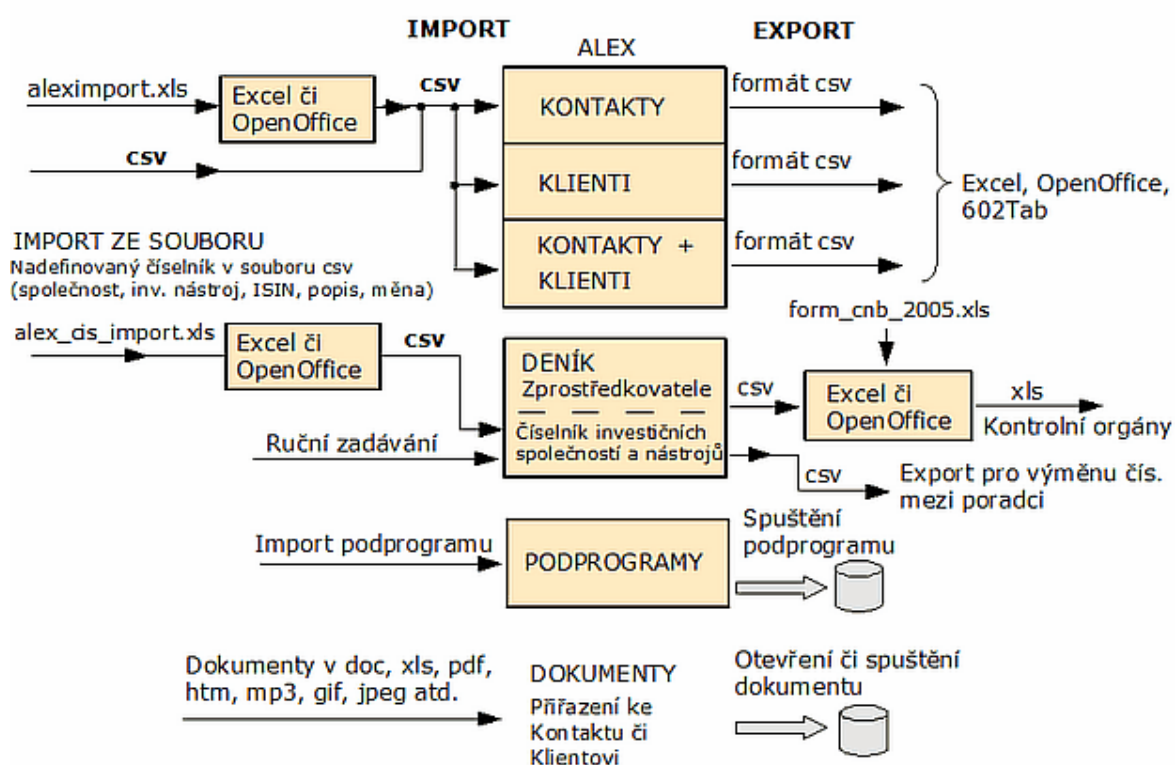 IMPORT
EXPORT
ALEX
aleximport.xls
Excel či
OpenOffice
csv
csv
KONTAKTY
formát csv
KLIENTI
formát csv
KONTAKTY +
KLIENTI
formát csv
Excel, OpenOffice,
602Tab
IMPORT ZE SOUBORU
Nadefinovaný číselník v souboru csv
(společnost, inv. nástroj, ISIN, popis, měna)
alex_cis_import.xls
Excel či
OpenOffice
csv
Ruční zadávání
DENÍK
Zprostředkovatele
Číselník investičních
společností a nástrojů
csv
form_cnb_2005.xls
Excel či
OpenOffice
xls
Kontrolní orgány
csv
Export pro výměnu čís.
mezi poradci
Import podprogramu
PODPROGRAMY
Spuštění
podprogramu
Dokumenty v doc, xls, pdf,
htm, mp3, gif, jpeg atd.
DOKUMENTY
Přiřazení ke
Kontaktu či
Klientovi
Otevření či spuštění
dokumentu